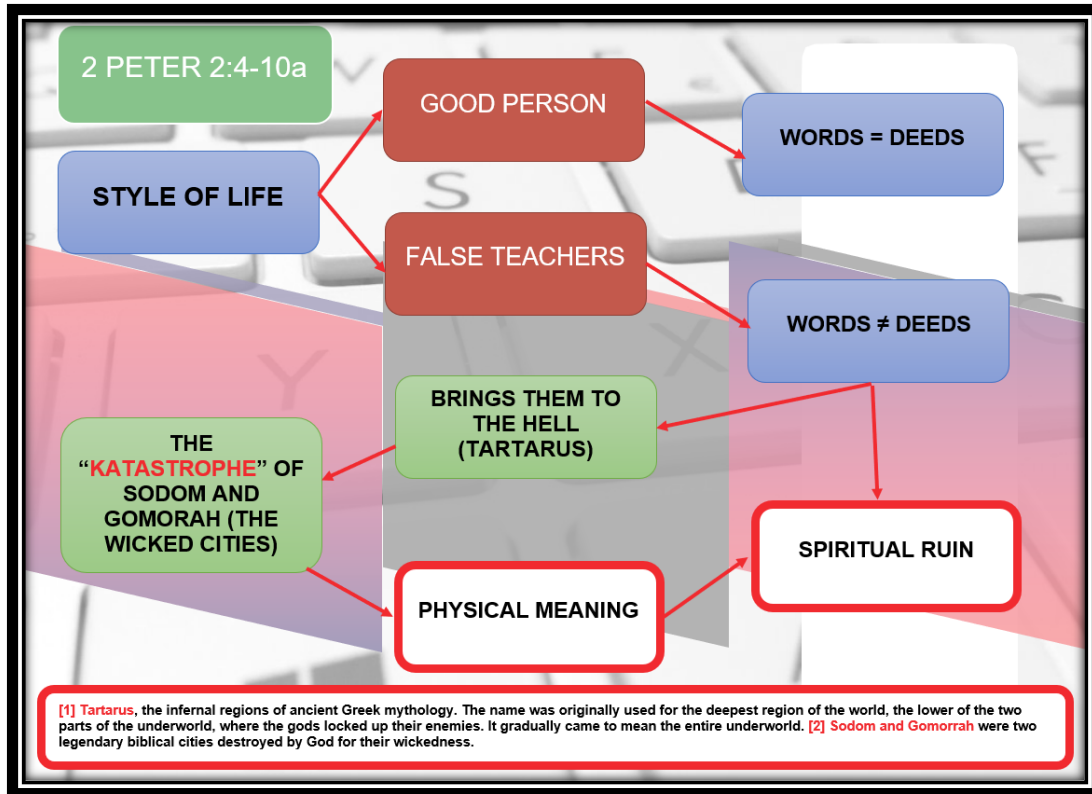 2 PETER 2:4-10a
GOOD PERSON
WORDS = DEEDS
STYLE OF LIFE
FALSE TEACHERS
WORDS ≠ DEEDS
BRINGS THEM TO
THE HELL
(TARTARUS)
THE
“KATASTROPHE” OF
SODOM AND
GOMORAH (THE
WICKED CITIES)
SPIRITUAL RUIN
PHYSICAL MEANING
[1] Tartarus, the infernal regions of ancient Greek mythology. The name was originally used for the deepest region of the world, the lower of the two
parts of the underworld, where the gods locked up their enemies. It gradually came to mean the entire underworld. [2] Sodom and Gomorrah were two
legendary biblical cities destroyed by God for their wickedness.